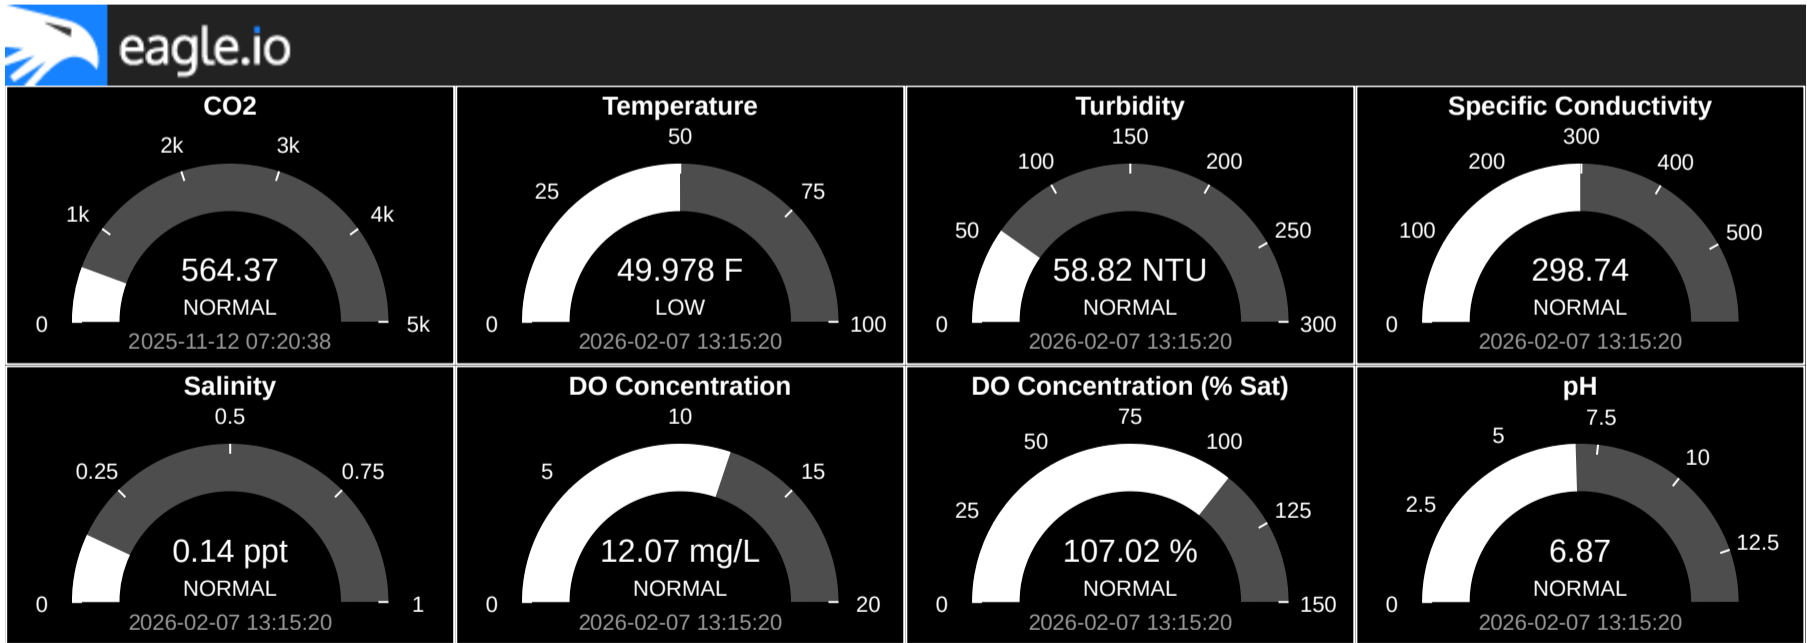 eagle.io
CO2
0
1k
2k
3k
4k
5k
564.37
NORMAL
2025-11-12 07:20:38
Temperature
0
25
50
75
100
49.978 F
LOW
2026-02-07 13:15:20
Turbidity
0
50
100
150
200
250
300
58.82 NTU
NORMAL
2026-02-07 13:15:20
Specific Conductivity
0
100
200
300
400
500
298.74
NORMAL
2026-02-07 13:15:20
Salinity
0
0.25
0.5
0.75
1
0.14 ppt
NORMAL
2026-02-07 13:15:20
DO Concentration
0
5
10
15
20
12.07 mg/L
NORMAL
2026-02-07 13:15:20
DO Concentration (% Sat)
0
25
50
75
100
125
150
107.02 %
NORMAL
2026-02-07 13:15:20
pH
0
2.5
5
7.5
10
12.5
6.87
NORMAL
2026-02-07 13:15:20